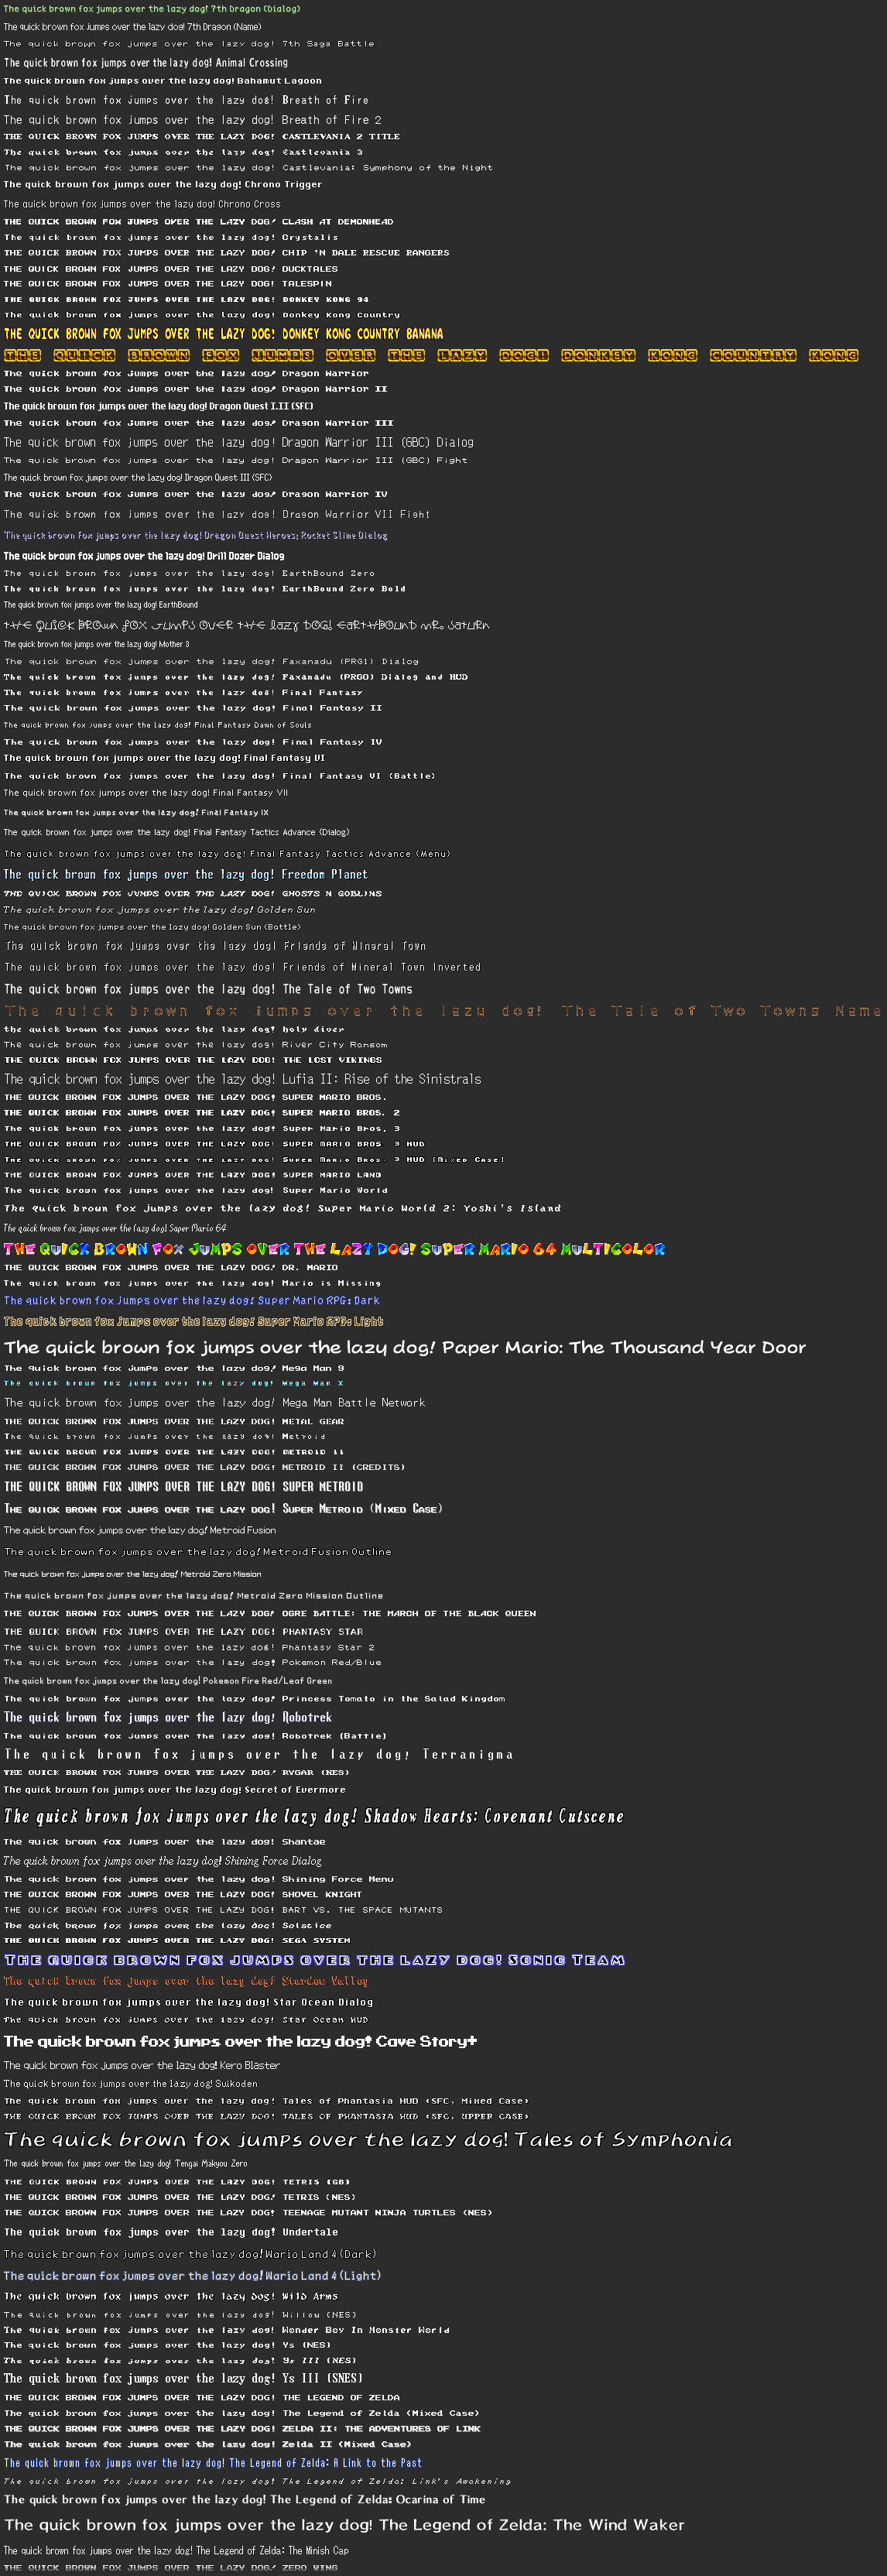 The quick brown fox jumps over the lazy dog! 7th Dragon (Dialog)
The quick brown fox jumps over the lazy dog! 7th Dragon (Name)
The quick brown fox jumps over the lazy dog! 7th Saga Battle
The quick brown fox jumps over the lazy dog! Animal Crossing
The quick brown fox jumps over the lazy dog! Bahamut Lagoon
The quick brown fox jumps over the lazy dog! Breath of Fire
The quick brown fox jumps over the lazy dog! Breath of Fire 2
THE QUICK BROWN FOX JUMPS OVER THE LAZY DOG! CASTLEVANIA 2 TITLE
The quick brown fox jumps over the lazy dog! Castlevania 3
The quick brown fox jumps over the lazy dog! Castlevania: Symphony of the Night
The quick brown fox jumps over the lazy dog! Chrono Trigger
The quick brown fox jumps over the lazy dog! Chrono Cross
THE QUICK BROWN FOX JUMPS OVER THE LAZY DOG! CLASH AT DEMONHEAD
The quick brown fox jumps over the lazy dog! Crystalis
THE QUICK BROWN FOX JUMPS OVER THE LAZY DOG! CHIP 'N DALE RESCUE RANGERS
THE QUICK BROWN FOX JUMPS OVER THE LAZY DOG! DUCKTALES
THE QUICK BROWN FOX JUMPS OVER THE LAZY DOG! TALESPIN
THE QUICK BROWN FOX JUMPS OVER THE LAZY DOG! DONKEY KONG 94
The quick brown fox jumps over the lazy dog! Donkey Kong Country
THE QUICK BROWN FOX JUMPS OVER THE LAZY DOG! DONKEY KONG COUNTRY BANANA
THE QUICK BROWN FOX JUMPS OVER THE LAZY DOG! DONKEY KONG COUNTRY KONG
The quick brown fox jumps over the lazy dog! Dragon Warrior
The quick brown fox jumps over the lazy dog! Dragon Warrior II
The quick brown fox jumps over the lazy dog! Dragon Quest I.II (SFC)
The quick brown fox jumps over the lazy dog! Dragon Warrior III
The quick brown fox jumps over the lazy dog! Dragon Warrior III (GBC) Dialog
The quick brown fox jumps over the lazy dog! Dragon Warrior III (GBC) Fight
The quick brown fox jumps over the lazy dog! Dragon Quest III (SFC)
The quick brown fox jumps over the lazy dog! Dragon Warrior IV
The quick brown fox jumps over the lazy dog! Dragon Warrior VII Fight
The quick brown fox jumps over the lazy dog! Dragon Quest Heroes: Rocket Slime Dialog
The quick broun fox jumps over the lazy dog! Drill Dozer Dialog
The quick brown fox jumps over the lazy dog! EarthBound Zero
The quick brown fox jumps over the lazy dog! EarthBound Zero Bold
The quick brown fox jumps over the lazy dog! EarthBound
tHE QUICK BROwn fOX JUMPS OVER tHE lazy DOG! EaRtHBOUnD MR. SatURn
The quick brown fox jumps over the lazy dog! Mother 3
The quick brown fox jumps over the lazy dog! Faxanadu (PRG1) Dialog
The quick brown fox jumps over the lazy dog! Faxanadu (PRG0) Dialog and HUD
The quick brown fox jumps over the lazy dog! Final Fantasy
The quick brown fox jumps over the lazy dog! Final Fantasy II
The quick brown fox jumps over the lazy dog! Final Fantasy Dawn of Souls
The quick brown fox jumps over the lazy dog! Final Fantasy IV
The quick brown fox jumps over the lazy dog! Final Fantasy VI
The quick brown fox jumps over the lazy dog! Final Fantasy VI (Battle)
The quick brown fox jumps over the lazy dog! Final Fantasy VII
The quick brown fox jumps over the lazy dog! Final Fantasy IX
The quick brown fox jumps over the lazy dog! Final Fantasy Tactics Advance (Dialog)
The quick brown fox jumps over the lazy dog! Final Fantasy Tactics Advance (Menu)
The quick brown fox jumps over the lazy dog! Freedom Planet
THE QUICK BROWN FOX JUMPS OVER THE LAZY DOG! GHOSTS N GOBLINS
The quick brown fox jumps over the lazy dog! Golden Sun
The quick brown fox jumps over the lazy dog! Golden Sun (Battle)
The quick brown fox jumps over the lazy dog! Friends of Mineral Town
The quick brown fox jumps over the lazy dog! Friends of Mineral Town Inverted
The quick brown fox jumps over the lazy dog! The Tale of Two Towns
The quick brown fox jumps over the lazy dog! The Tale of Two Towns Name
the quick brown fox jumps over the lazy dog! holy diver
The quick brown fox jumps over the lazy dog! River City Ransom
THE QUICK BROWN FOX JUMPS OVER THE LAZY DOG! THE LOST VIKINGS
The quick brown fox jumps over the lazy dog! Lufia II: Rise of the Sinistrals
THE QUICK BROWN FOX JUMPS OVER THE LAZY DOG! SUPER MARIO BROS.
THE QUICK BROWN FOX JUMPS OVER THE LAZY DOG! SUPER MARIO BROS. 2
The quick brown fox jumps over the lazy dog! Super Mario Bros. 3
THE QUICK BROWN FOX JUMPS OVER THE LAZY DOG! SUPER MARIO BROS. 3 HUD
The quick brown fox jumps over the lazy dog! Super Mario Bros. 3 HUD (Mixed Case)
THE QUICK BROWN FOX JUMPS OVER THE LAZY DOG! SUPER MARIO LAND
The quick brown fox jumps over the lazy dog! Super Mario World
The quick brown fox jumps over the lazy dog! Super Mario World 2: Yoshi's Island
The quick brown fox jumps over the lazy dog! Super Mario 64
THE QUICK BROWN FOX JUMPS OVER THE LAZY DOG! SUPER MARIO 64 MULTICOLOR
THE QUICK BROWN FOX JUMPS OVER THE LAZY DOG! DR. MARIO
The quick brown fox jumps over the lazy dog! Mario is Missing
The quick brown fox jumps over the lazy dog! Super Mario RPG: Dark
The quick brown fox jumps over the lazy dog! Super Mario RPG: Light
The quick brown fox jumps over the lazy dog! Paper Mario: The Thousand Year Door
The quick brown fox jumps over the lazy dog! Mega Man 9
The quick brown fox jumps over the lazy dog! Mega Man X
The quick brown fox jumps over the lazy dog! Mega Man Battle Network
THE QUICK BROWN FOX JUMPS OVER THE LAZY DOG! METAL GEAR
The quick brown fox jumps over the lazy dog! Metroid
THE QUICK BROWN FOX JUMPS OVER THE LAZY DOG! METROID II
THE QUICK BROWN FOX JUMPS OVER THE LAZY DOG! METROID II (CREDITS)
THE QUICK BROWN FOX JUMPS OVER THE LAZY DOG! SUPER METROID
The quick brown fox jumps over the lazy dog! Super Metroid (Mixed Case)
The quick brown fox jumps over the lazy dog! Metroid Fusion
The quick brown fox jumps over the lazy dog! Metroid Fusion Outline
The quick brown fox jumps over the lazy dog! Metroid Zero Mission
The quick brown fox jumps over the lazy dog! Metroid Zero Mission Outline
THE QUICK BROWN FOX JUMPS OVER THE LAZY DOG! OGRE BATTLE: THE MARCH OF THE BLACK QUEEN
THE QUICK BROWN FOX JUMPS OVER THE LAZY DOG! PHANTASY STAR
The quick brown fox jumps over the lazy dog! Phantasy Star 2
The quick brown fox jumps over the lazy dog! Pokemon Red/Blue
The quick brown fox jumps over the lazy dog! Pokemon Fire Red/Leaf Green
The quick brown fox jumps over the lazy dog! Princess Tomato in the Salad Kingdom
The quick brown fox jumps over the lazy dog! Robotrek
The quick brown fox jumps over the lazy dog! Robotrek (Battle)
The quick brown fox jumps over the lazy dog! Terranigma
THE QUICK BROWN FOX JUMPS OVER THE LAZY DOG! RYGAR (NES)
The quick brown fox jumps over the lazy dog! Secret of Evermore
The quick brown fox jumps over the lazy dog! Shadow Hearts: Covenant Cutscene
The quick brown fox jumps over the lazy dog! Shantae
The quick brown fox jumps over the lazy dog! Shining Force Dialog
The quick brown fox jumps over the lazy dog! Shining Force Menu
THE QUICK BROWN FOX JUMPS OVER THE LAZY DOG! SHOVEL KNIGHT
THE QUICK BROWN FOX JUMPS OVER THE LAZY DOG! BART VS. THE SPACE MUTANTS
The quick brown fox jumps over the lazy dog! Solstice
THE QUICK BROWN FOX JUMPS OVER THE LAZY DOG! SEGA SYSTEM
The quick brown fox jumps over the lazy dog! Sonic Team
The quick brown fox jumps over the lazy dog! Stardew Valley
The quick brown fox jumps over the lazy dog! Star Ocean Dialog
The quick brown fox jumps over the lazy dog! Star Ocean HUD
The quick brown fox jumps over the lazy dog! Cave Story+
The quick brown fox jumps over the lazy dog! Kero Blaster
The quick brown fox jumps over the lazy dog! Suikoden
The quick brown fox jumps over the lazy dog! Tales of Phantasia HUD (SFC, Mixed Case)
THE QUICK BROWN FOX JUMPS OVER THE LAZY DOG! TALES OF PHANTASIA HUD (SFC, UPPER CASE)
The quick brown fox jumps over the lazy dog! Tales of Symphonia
The quick brown fox jumps over the lazy dog! Tengai Makyou Zero
THE QUICK BROWN FOX JUMPS OVER THE LAZY DOG! TETRIS (GB)
THE QUICK BROWN FOX JUMPS OVER THE LAZY DOG! TETRIS (NES)
THE QUICK BROWN FOX JUMPS OVER THE LAZY DOG! TEENAGE MUTANT NINJA TURTLES (NES)
The quick brown fox jumps over the lazy dog! Undertale
The quick brown fox jumps over the lazy dog! Wario Land 4 (Dark)
The quick brown fox jumps over the lazy dog! Wario Land 4 (Light)
The quick brown fox jumps over the lazy dog! Wild Arms
The quick brown fox jumps over the lazy dog! Willow (NES)
The quick brown fox jumps over the lazy dog! Wonder Boy In Monster World
The quick brown fox jumps over the lazy dog! Ys (NES)
The quick brown fox jumps over the lazy dog! Ys III (NES)
The quick brown fox jumps over the lazy dog! Ys III (SNES)
THE QUICK BROWN FOX JUMPS OVER THE LAZY DOG! THE LEGEND OF ZELDA
The quick brown fox jumps over the lazy dog! The Legend of Zelda (Mixed Case)
THE QUICK BROWN FOX JUMPS OVER THE LAZY DOG! ZELDA II: THE ADVENTURES OF LINK
The quick brown fox jumps over the lazy dog! Zelda II (Mixed Case)
The quick brown fox jumps over the lazy dog! The Legend of Zelda: A Link to the Past
The quick brown fox jumps over the lazy dog! The Legend of Zelda: Link's Awakening
The quick brown fox jumps over the lazy dog! The Legend of Zelda: Ocarina of Time
The quick brown fox jumps over the lazy dog! The Legend of Zelda: The Wind Waker
The quick brown fox jumps over the lazy dog! The Legend of Zelda: The Minish Cap
THE QUICK BROWN FOX JUMPS OVER THE LAZY DOG! ZERO WING